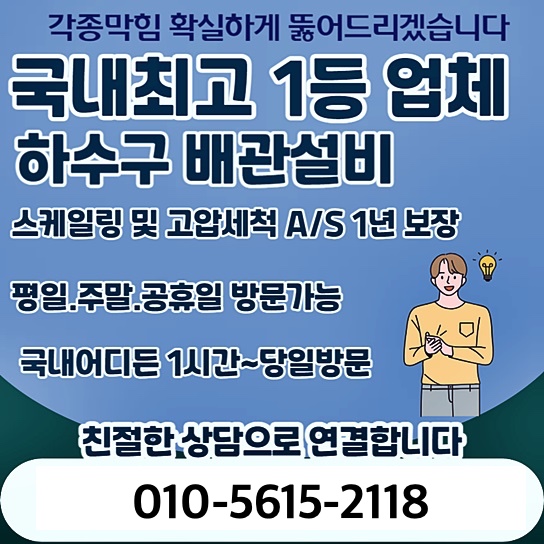 각종막힘 확실하게 뚫어드리겠습니다
국내최고 1등 업체
하수구 배관설비
스케일링 및 고압세척 A/S 1년 보장
평일.주말.공휴일 방문가능
국내어디든 1시간~당일방문
친절한 상담으로 연결합니다
010-5615-2118